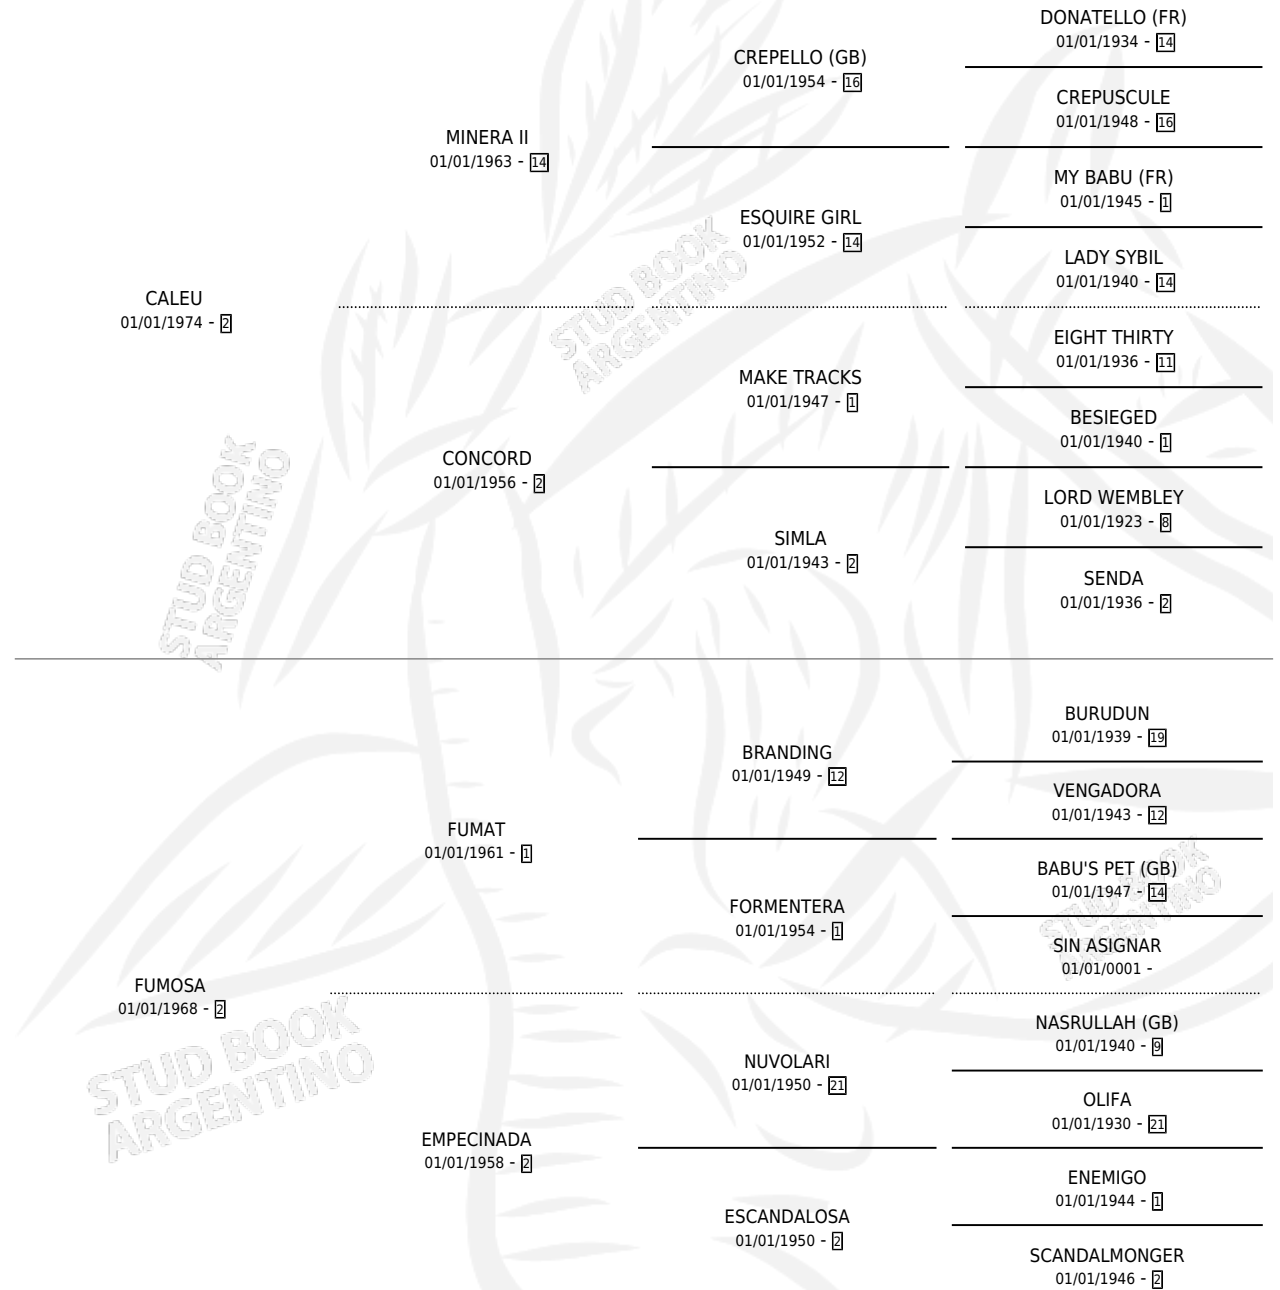 DONATELLO (FR)
01/01/1934 - 14
CREPELLO (GB)
01/01/1954 - 16
CREPUSCULE
01/01/1948 - 16
MINERA II
01/01/1963 - 14
MY BABU (FR)
01/01/1945 - 1
ESQUIRE GIRL
01/01/1952 - 14
LADY SYBIL
01/01/1940 - 14
CALEU
01/01/1974 - 2
STUD BOOK
ARGENTINO
EIGHT THIRTY
01/01/1936 - 11
MAKE TRACKS
01/01/1947 - 1
BESIEGED
01/01/1940 - 1
CONCORD
01/01/1956 - 2
LORD WEMBLEY
01/01/1923 - 8
SIMLA
01/01/1943 - 2
SENDA
01/01/1936 - 2
STUD BOOK
ARGENTINO
BURUDUN
01/01/1939 - 19
BRANDING
01/01/1949 - 12
VENGADORA
01/01/1943 - 12
FUMAT
01/01/1961 - 1
BABU'S PET (GB)
01/01/1947 - 14
FORMENTERA
01/01/1954 - 1
SIN ASIGNAR
01/01/0001 -
STUD BOOK
ARGENTINO
FUMOSA
01/01/1968 - 2
STUD BOOK
ARGENTINO
NASRULLAH (GB)
01/01/1940 - 9
NUVOLARI
01/01/1950 - 21
OLIFA
01/01/1930 - 21
EMPECINADA
01/01/1958 - 2
ENEMIGO
01/01/1944 - 1
ESCANDALOSA
01/01/1950 - 2
SCANDALMONGER
01/01/1946 - 2